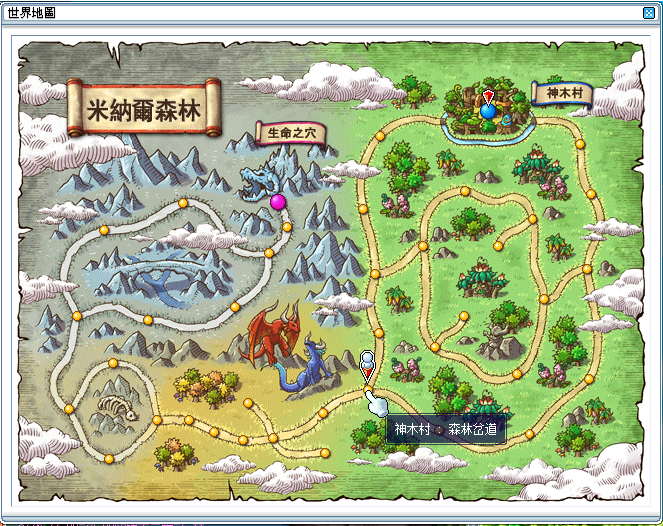 世界地圖
米納爾森林
神木村
生命之穴
神木村 : 森林岔道